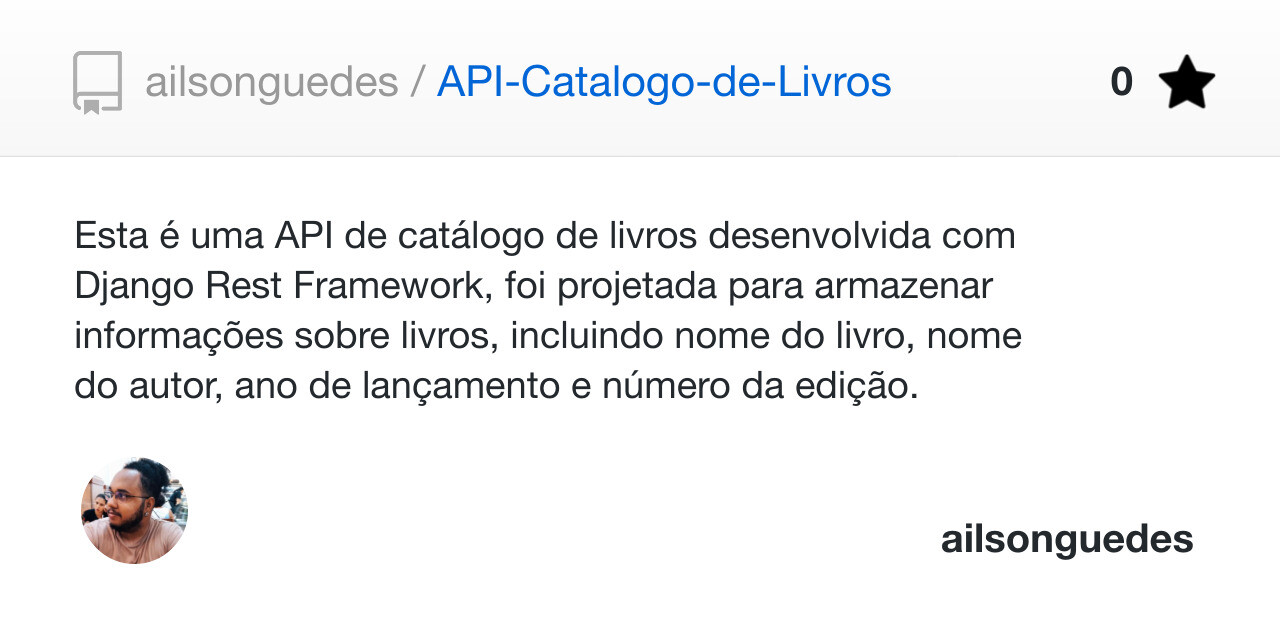 ailsonguedes / API-Catalogo-de-Livros 0
Esta é uma API de catálogo de livros desenvolvida com
Django Rest Framework, foi projetada para armazenar
informações sobre livros, incluindo nome do livro, nome
do autor, ano de lançamento e número da edição.
ailsonguedes